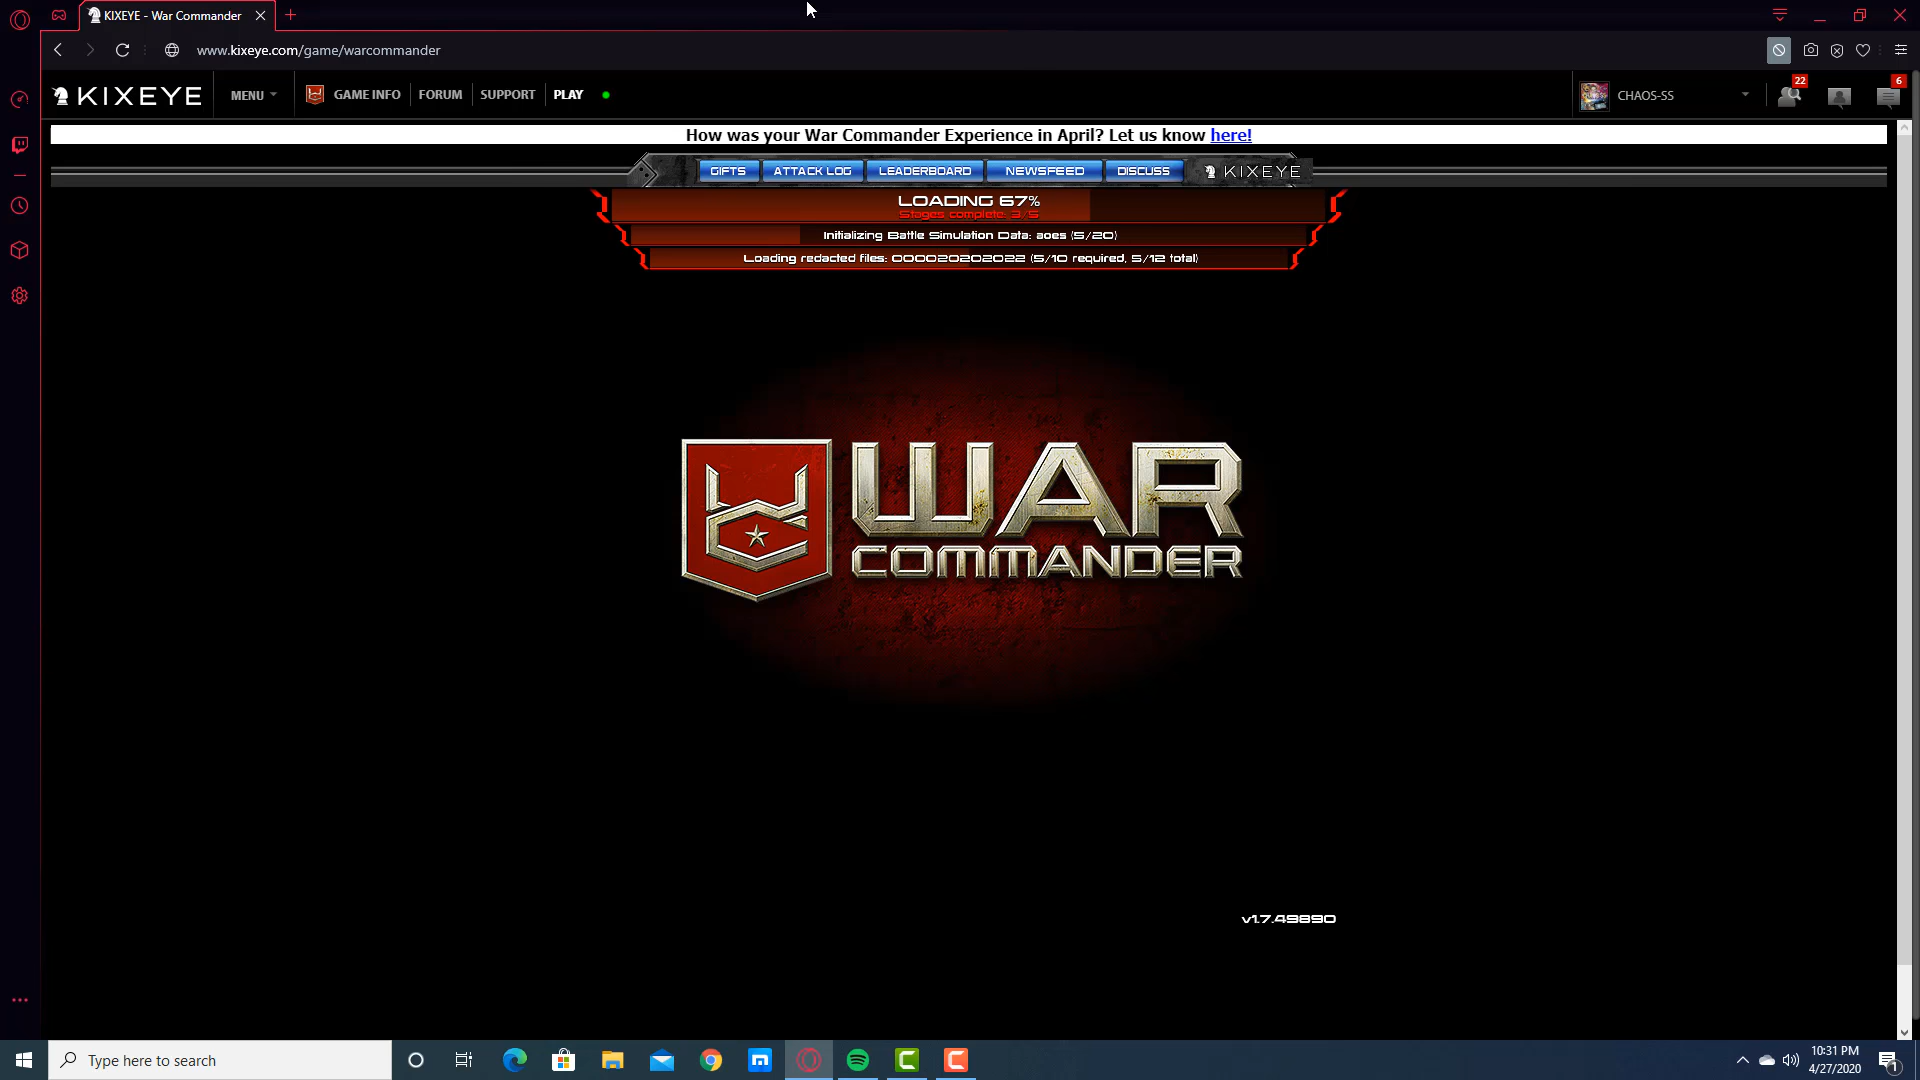 KIXEYE - War Commander
www.kixeye.com/game/warcommander
KIXEYE
MENU
GAME INFO
FORUM
SUPPORT
PLAY
CHAOS-SS
22
6
How was your War Commander Experience in April? Let us know here!
GIFTS
ATTACK LOG
LEADERBOARD
NEWSFEED
DISCUSS
KIXEYE
LOADING 67%
Stages complete: 3/5
Initializing Battle Simulation Data: aoes (5/20)
Loading redacted files: 000020202022 (5/10 required, 5/12 total)
WAR
COMMANDER
v1.7.49890
Type here to search
10:31 PM
4/27/2020
1